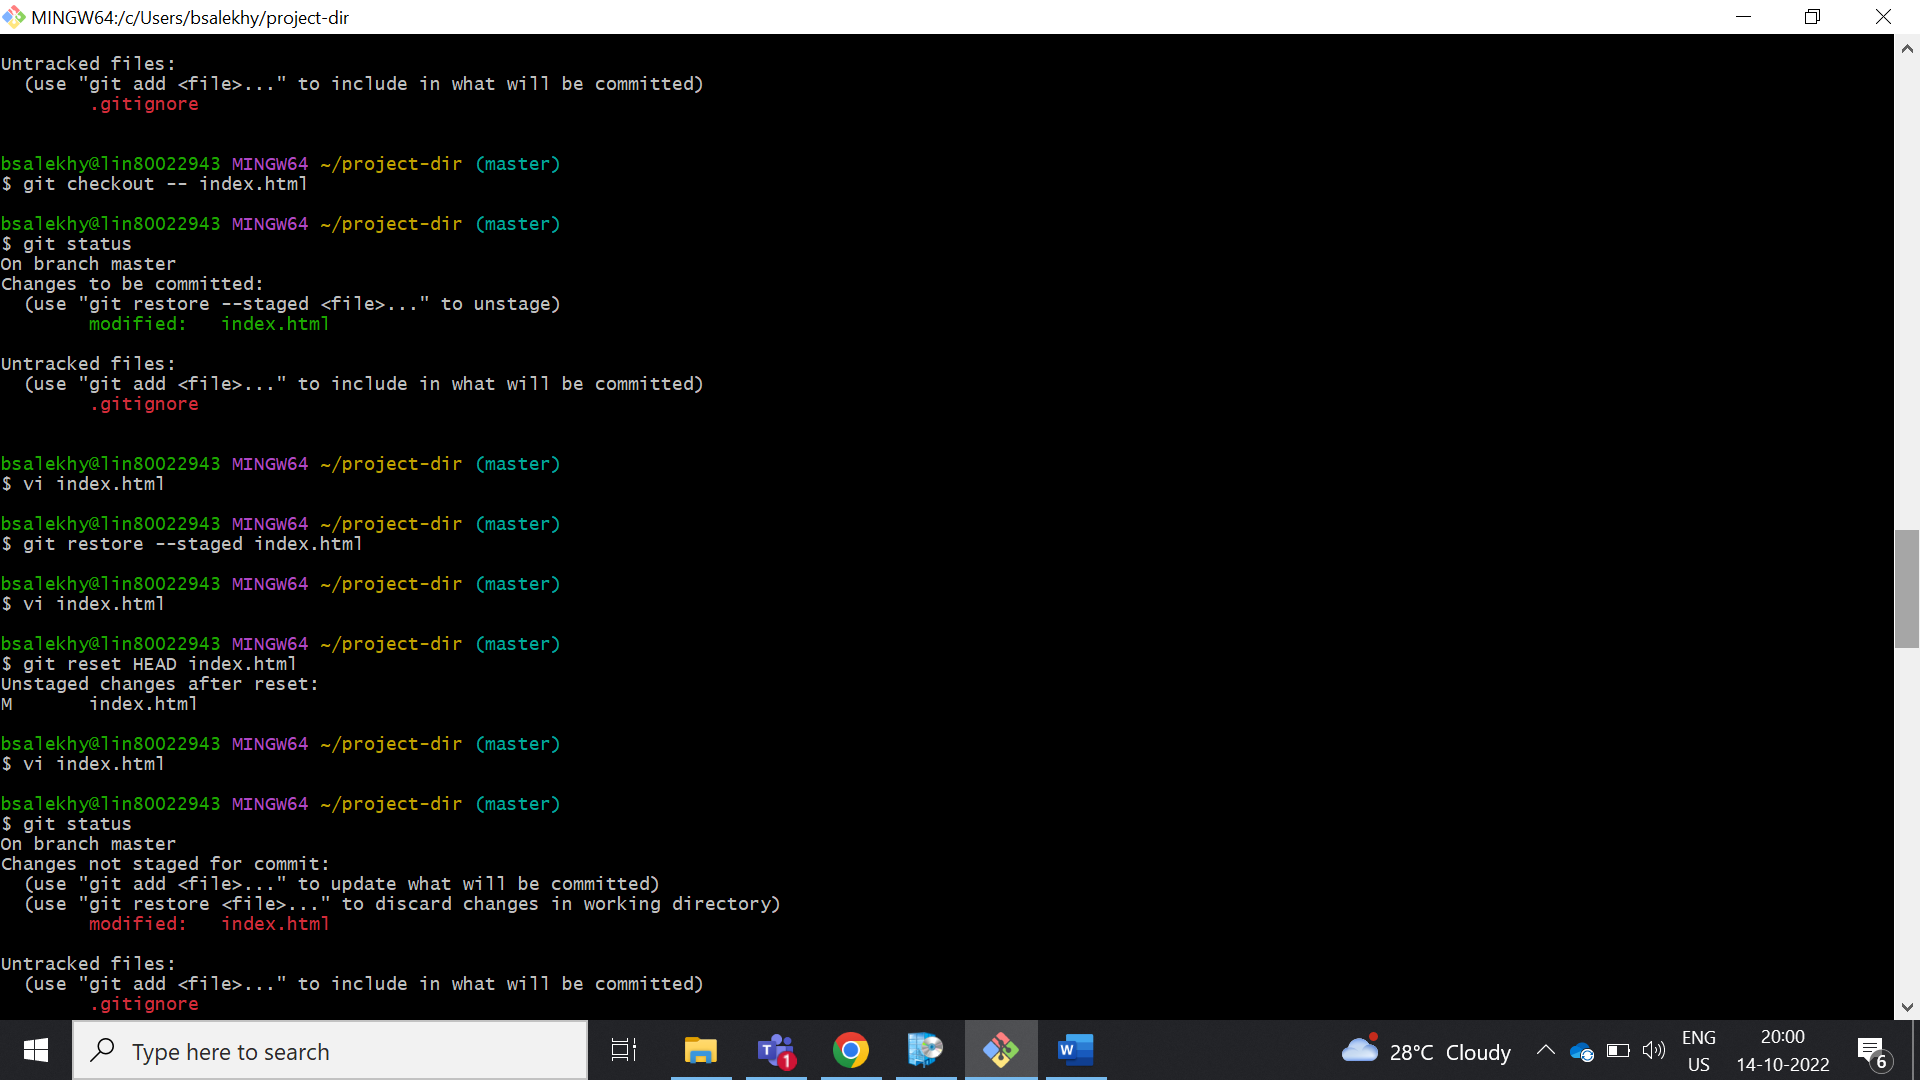 MINGW64:/c/Users/bsalekhy/project-dir
Untracked files:
  (use "git add <file>..." to include in what will be committed)
        .gitignore
bsalekhy@lin80022943 MINGW64 ~/project-dir (master)
$ git checkout -- index.html
bsalekhy@lin80022943 MINGW64 ~/project-dir (master)
$ git status
On branch master
Changes to be committed:
  (use "git restore --staged <file>..." to unstage)
        modified:   index.html
Untracked files:
  (use "git add <file>..." to include in what will be committed)
        .gitignore
bsalekhy@lin80022943 MINGW64 ~/project-dir (master)
$ vi index.html
bsalekhy@lin80022943 MINGW64 ~/project-dir (master)
$ git restore --staged index.html
bsalekhy@lin80022943 MINGW64 ~/project-dir (master)
$ vi index.html
bsalekhy@lin80022943 MINGW64 ~/project-dir (master)
$ git reset HEAD index.html
Unstaged changes after reset:
M       index.html
bsalekhy@lin80022943 MINGW64 ~/project-dir (master)
$ vi index.html
bsalekhy@lin80022943 MINGW64 ~/project-dir (master)
$ git status
On branch master
Changes not staged for commit:
  (use "git add <file>..." to update what will be committed)
  (use "git restore <file>..." to discard changes in working directory)
        modified:   index.html
Untracked files:
  (use "git add <file>..." to include in what will be committed)
        .gitignore
Type here to search
T
1
W
28°C Cloudy
ENG
US
20:00
14-10-2022
6